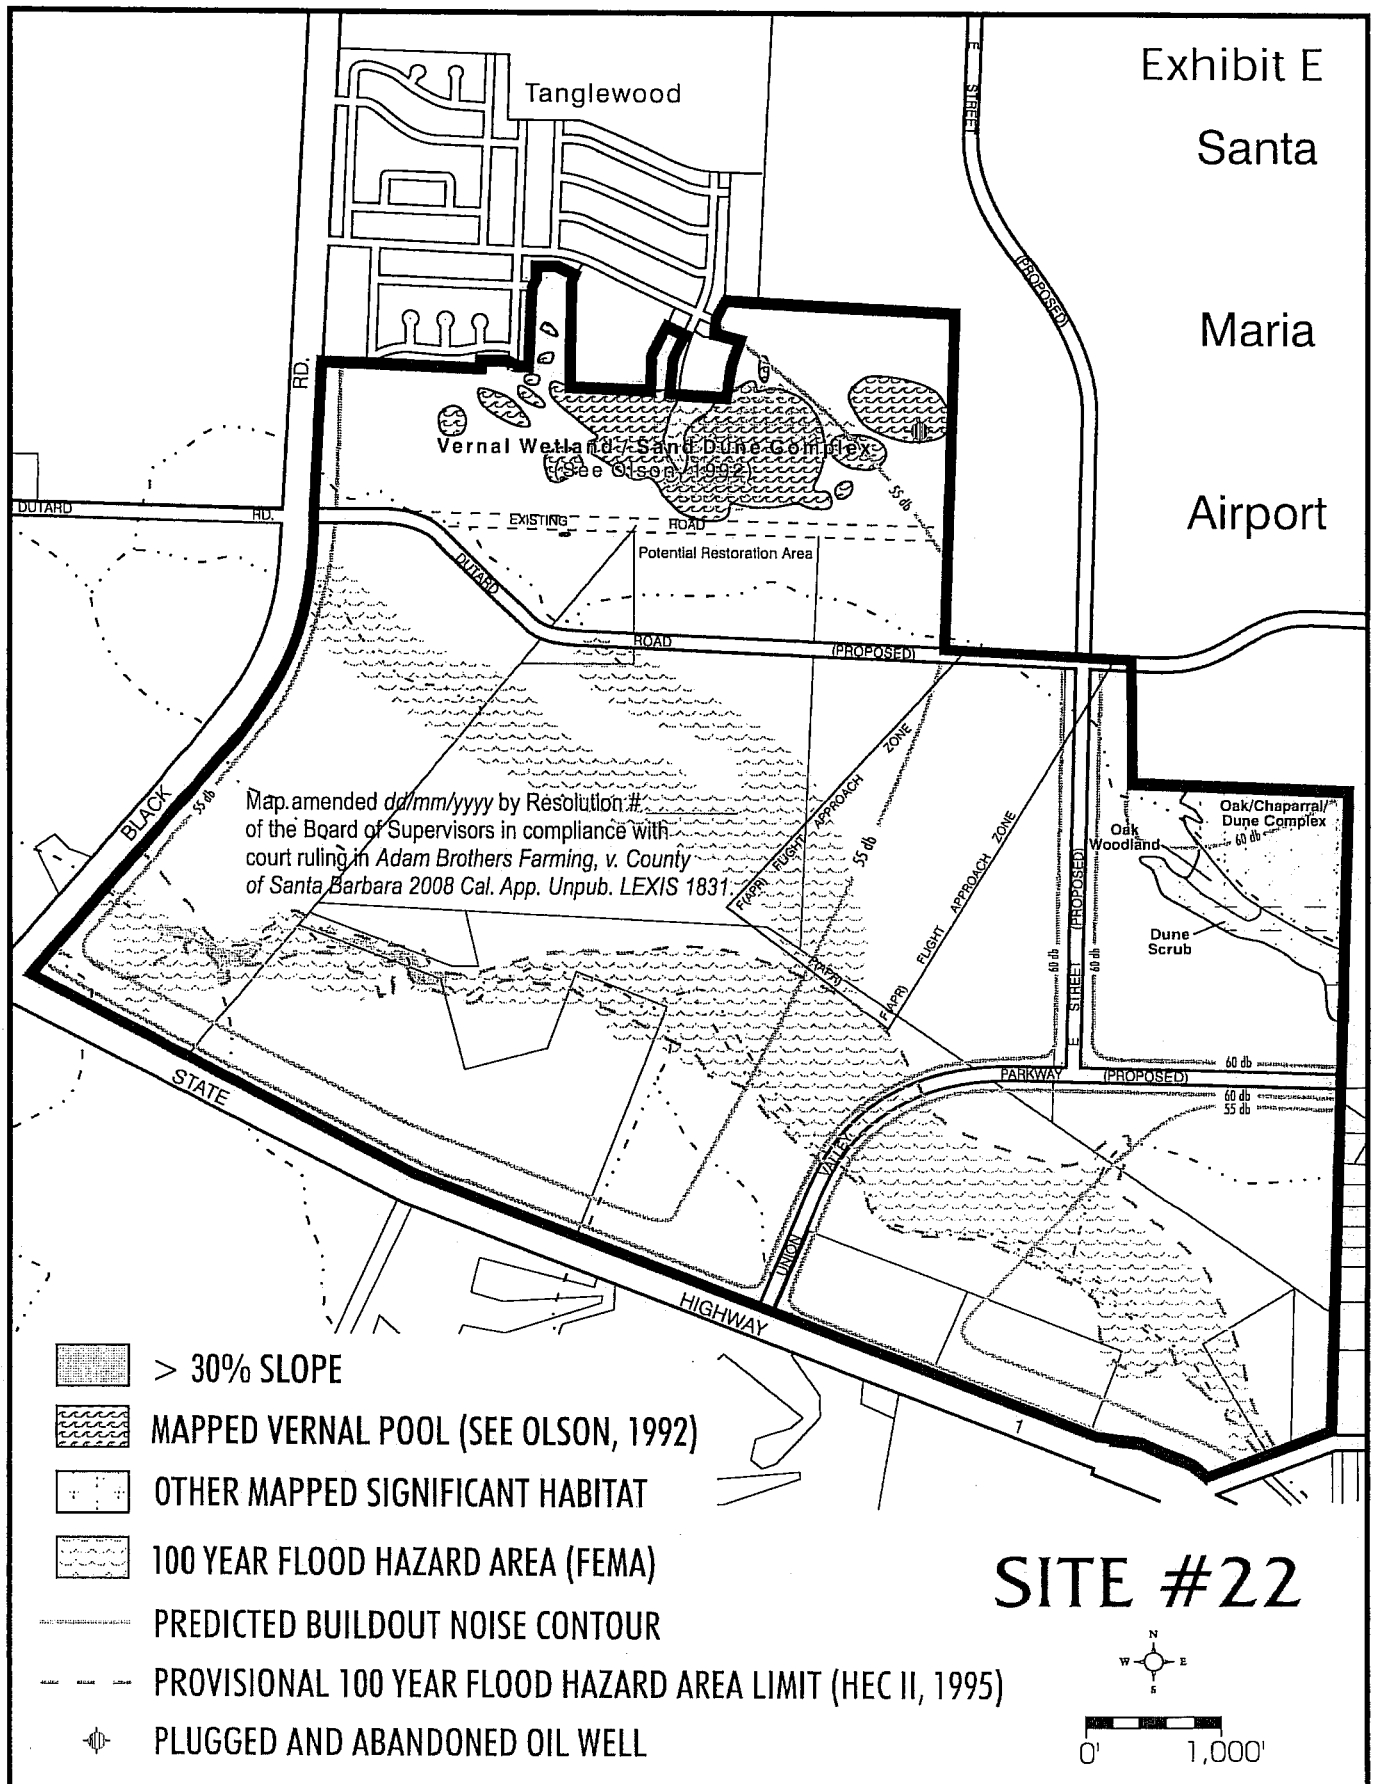 Exhibit E
Santa
Maria
Airport
Tanglewood
E
STREET
(PROPOSED)
RD.
Vernal Wetland / Sand Dune Complex
(See Olson, 1992)
55 db
DUTARD
RD.
EXISTING
ROAD
Potential Restoration Area
DUTARD
ROAD
(PROPOSED)
BLACK
55 db
Map amended dd/mm/yyyy by Resolution #
of the Board of Supervisors in compliance with
court ruling in Adam Brothers Farming, v. County
of Santa Barbara 2008 Cal. App. Unpub. LEXIS 1831.
F(APR) FLIGHT APPROACH ZONE
55 db
F(APR) FLIGHT APPROACH ZONE
F(APR)
Oak/Chaparral/
Dune Complex
60 db
Oak
Woodland
Dune
Scrub
60 db
E STREET (PROPOSED)
60 db
60 db
PARKWAY (PROPOSED)
60 db
55 db
VALLEY
UNION
STATE
HIGHWAY
1
> 30% SLOPE
MAPPED VERNAL POOL (SEE OLSON, 1992)
OTHER MAPPED SIGNIFICANT HABITAT
100 YEAR FLOOD HAZARD AREA (FEMA)
PREDICTED BUILDOUT NOISE CONTOUR
PROVISIONAL 100 YEAR FLOOD HAZARD AREA LIMIT (HEC II, 1995)
PLUGGED AND ABANDONED OIL WELL
SITE #22
N
W E
S
0' 1,000'